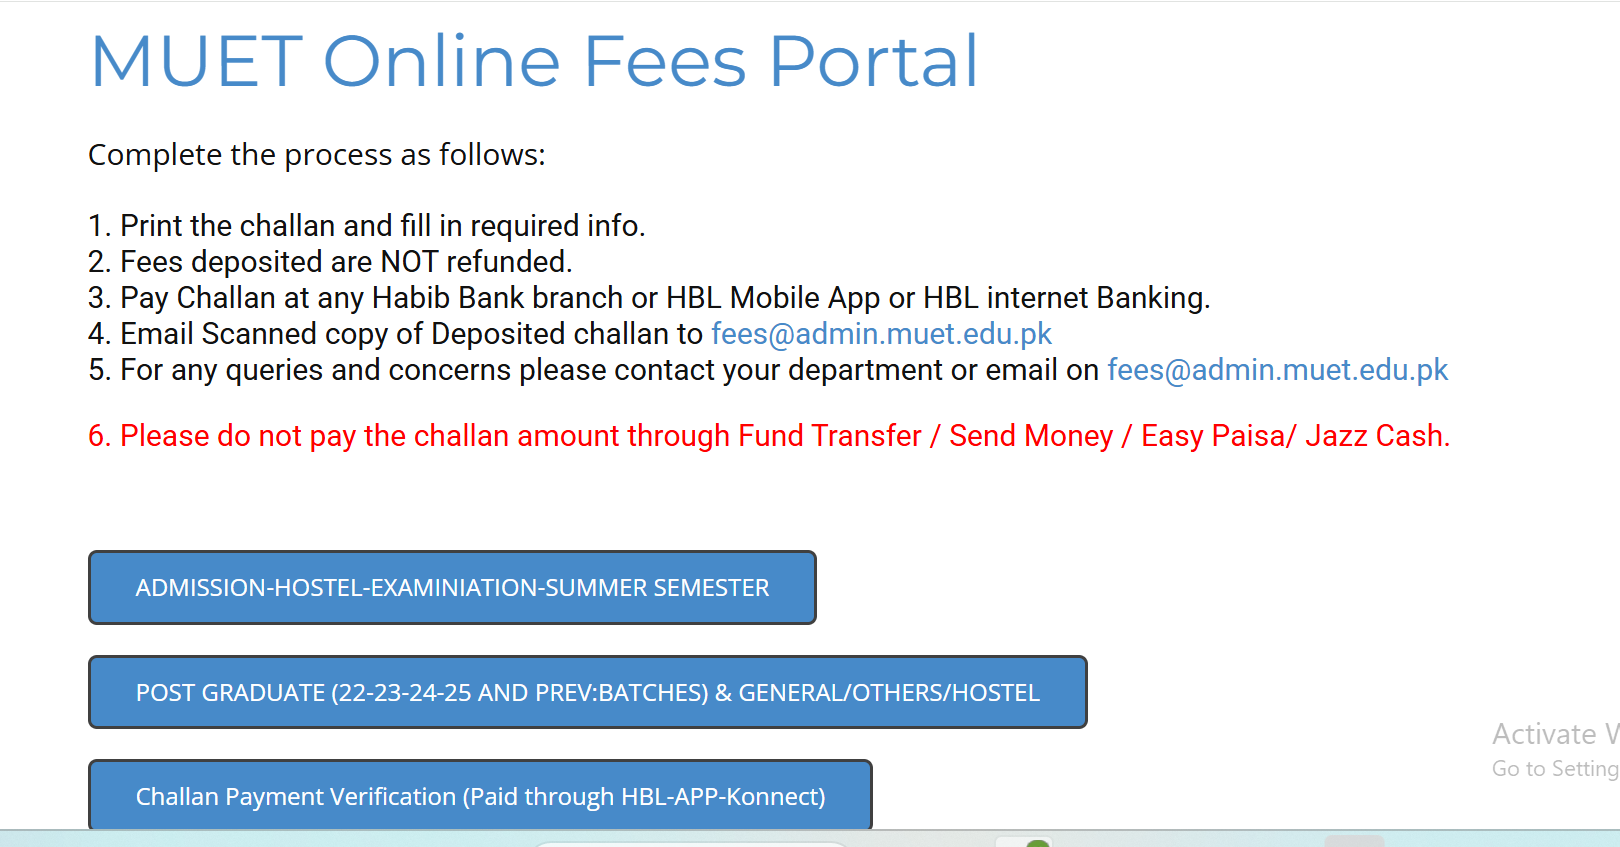 MUET Online Fees Portal
Complete the process as follows:
1. Print the challan and fill in required info.
2. Fees deposited are NOT refunded.
3. Pay Challan at any Habib Bank branch or HBL Mobile App or HBL internet Banking.
4. Email Scanned copy of Deposited challan to fees@admin.muet.edu.pk
5. For any queries and concerns please contact your department or email on fees@admin.muet.edu.pk
6. Please do not pay the challan amount through Fund Transfer / Send Money / Easy Paisa/ Jazz Cash.
ADMISSION-HOSTEL-EXAMINIATION-SUMMER SEMESTER
POST GRADUATE (22-23-24-25 AND PREV:BATCHES) & GENERAL/OTHERS/HOSTEL
Activate
Go to Setting
Challan Payment Verification (Paid through HBL-APP-Konnect)